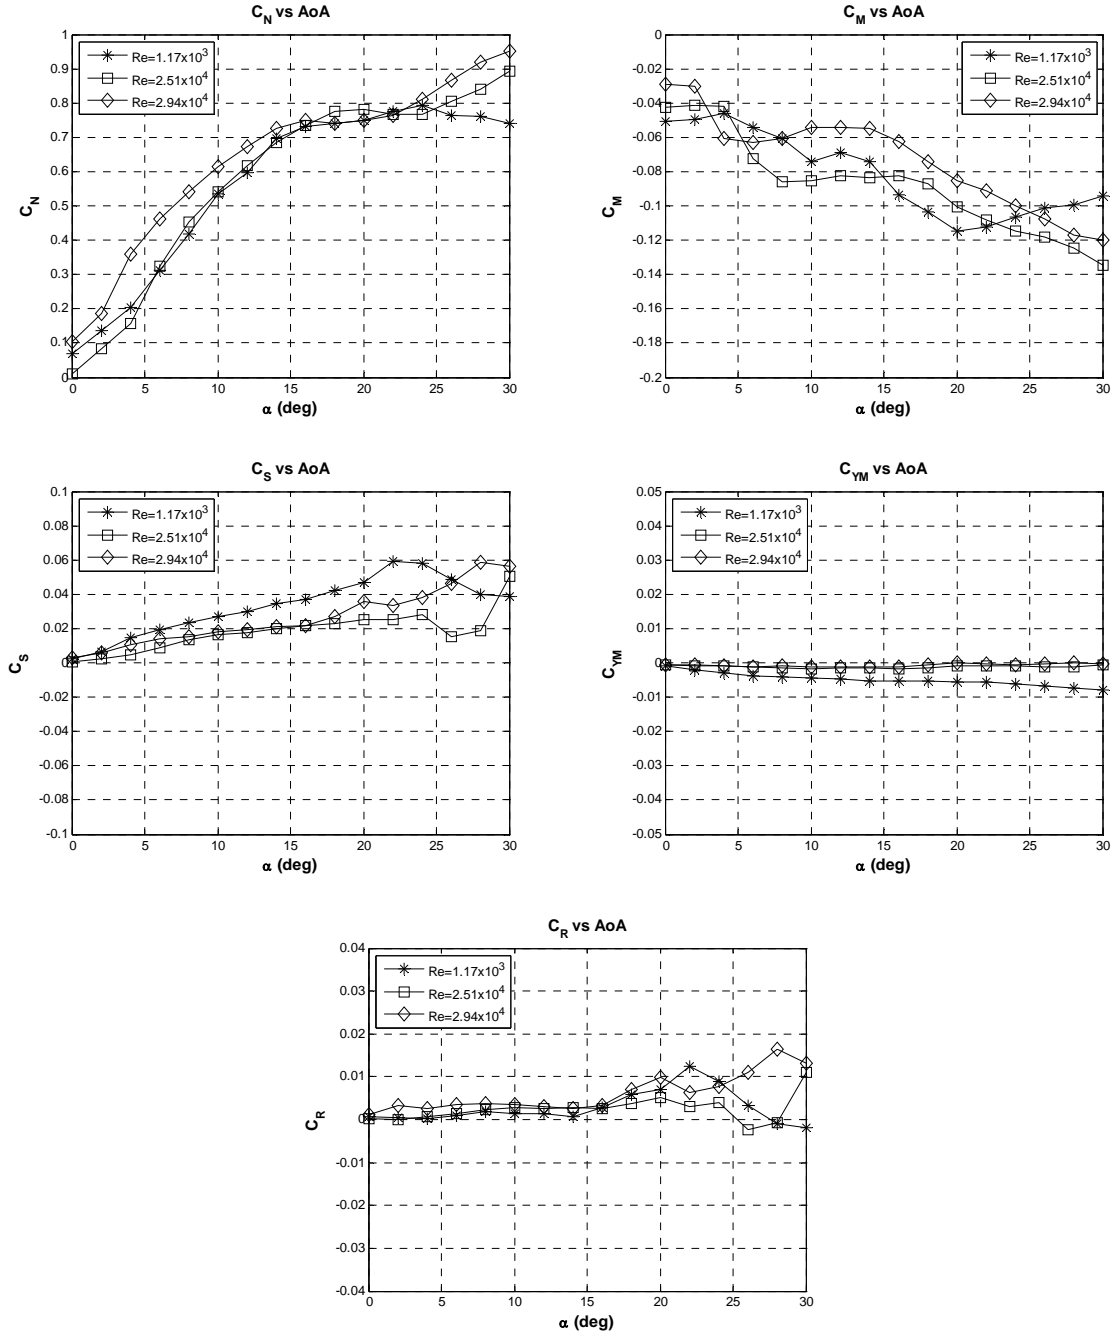 C_N vs AoA
1
0.9
0.8
0.7
0.6
0.5
0.4
0.3
0.2
0.1
0
C_N
Re=1.17x10^3
Re=2.51x10^4
Re=2.94x10^4
0 5 10 15 20 25 30
α (deg)
C_M vs AoA
0
-0.02
-0.04
-0.06
-0.08
-0.1
-0.12
-0.14
-0.16
-0.18
-0.2
C_M
Re=1.17x10^3
Re=2.51x10^4
Re=2.94x10^4
0 5 10 15 20 25 30
α (deg)
C_S vs AoA
0.1
0.08
0.06
0.04
0.02
0
-0.02
-0.04
-0.06
-0.08
-0.1
C_S
Re=1.17x10^3
Re=2.51x10^4
Re=2.94x10^4
0 5 10 15 20 25 30
α (deg)
C_YM vs AoA
0.05
0.04
0.03
0.02
0.01
0
-0.01
-0.02
-0.03
-0.04
-0.05
C_YM
Re=1.17x10^3
Re=2.51x10^4
Re=2.94x10^4
0 5 10 15 20 25 30
α (deg)
C_R vs AoA
0.04
0.03
0.02
0.01
0
-0.01
-0.02
-0.03
-0.04
C_R
Re=1.17x10^3
Re=2.51x10^4
Re=2.94x10^4
0 5 10 15 20 25 30
α (deg)